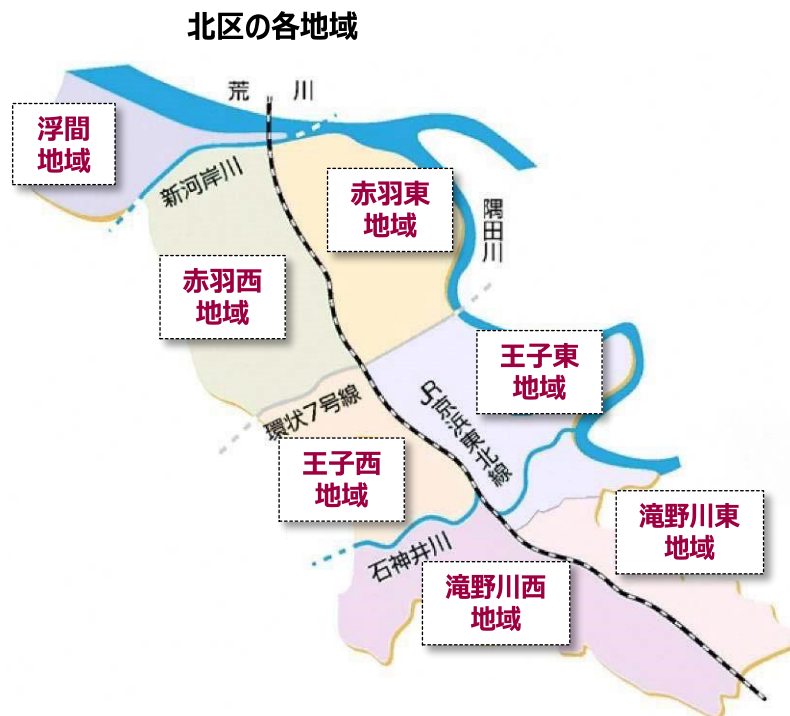 北区の各地域
荒川
浮間
地域
新河岸川
赤羽東
地域
隅田川
赤羽西
地域
王子東
地域
環状7号線
JR京浜東北線
王子西
地域
滝野川東
地域
石神井川
滝野川西
地域